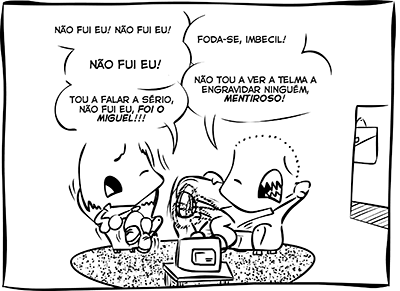 NÃO FUI EU! NÃO FUI EU!
NÃO FUI EU!
TOU A FALAR A SÉRIO,
NÃO FUI EU, FOI O
MIGUEL!!!
FODA-SE, IMBECIL!
NÃO TOU A VER A TELMA A
ENGRAVIDAR NINGUÉM,
MENTIROSO!